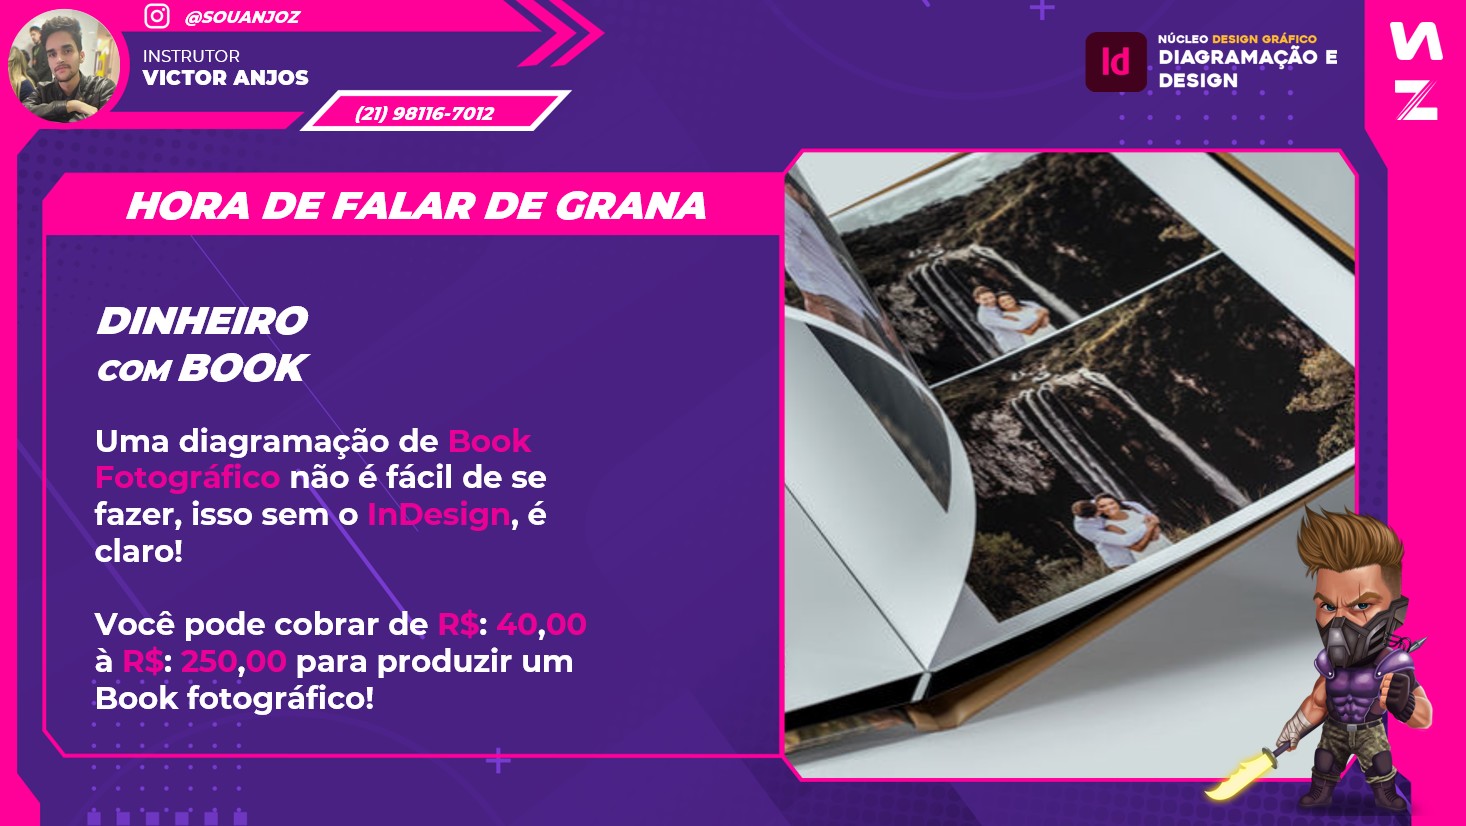 @SOUANJOZ
INSTRUTOR
VICTOR ANJOS
(21) 98116-7012
NÚCLEO DESIGN GRÁFICO
Id
DIAGRAMAÇÃO E
DESIGN
HORA DE FALAR DE GRANA
DINHEIRO
COM BOOK
Uma diagramação de Book
Fotográfico não é fácil de se
fazer, isso sem o InDesign, é
claro!
Você pode cobrar de R$: 40,00
à R$: 250,00 para produzir um
Book fotográfico!